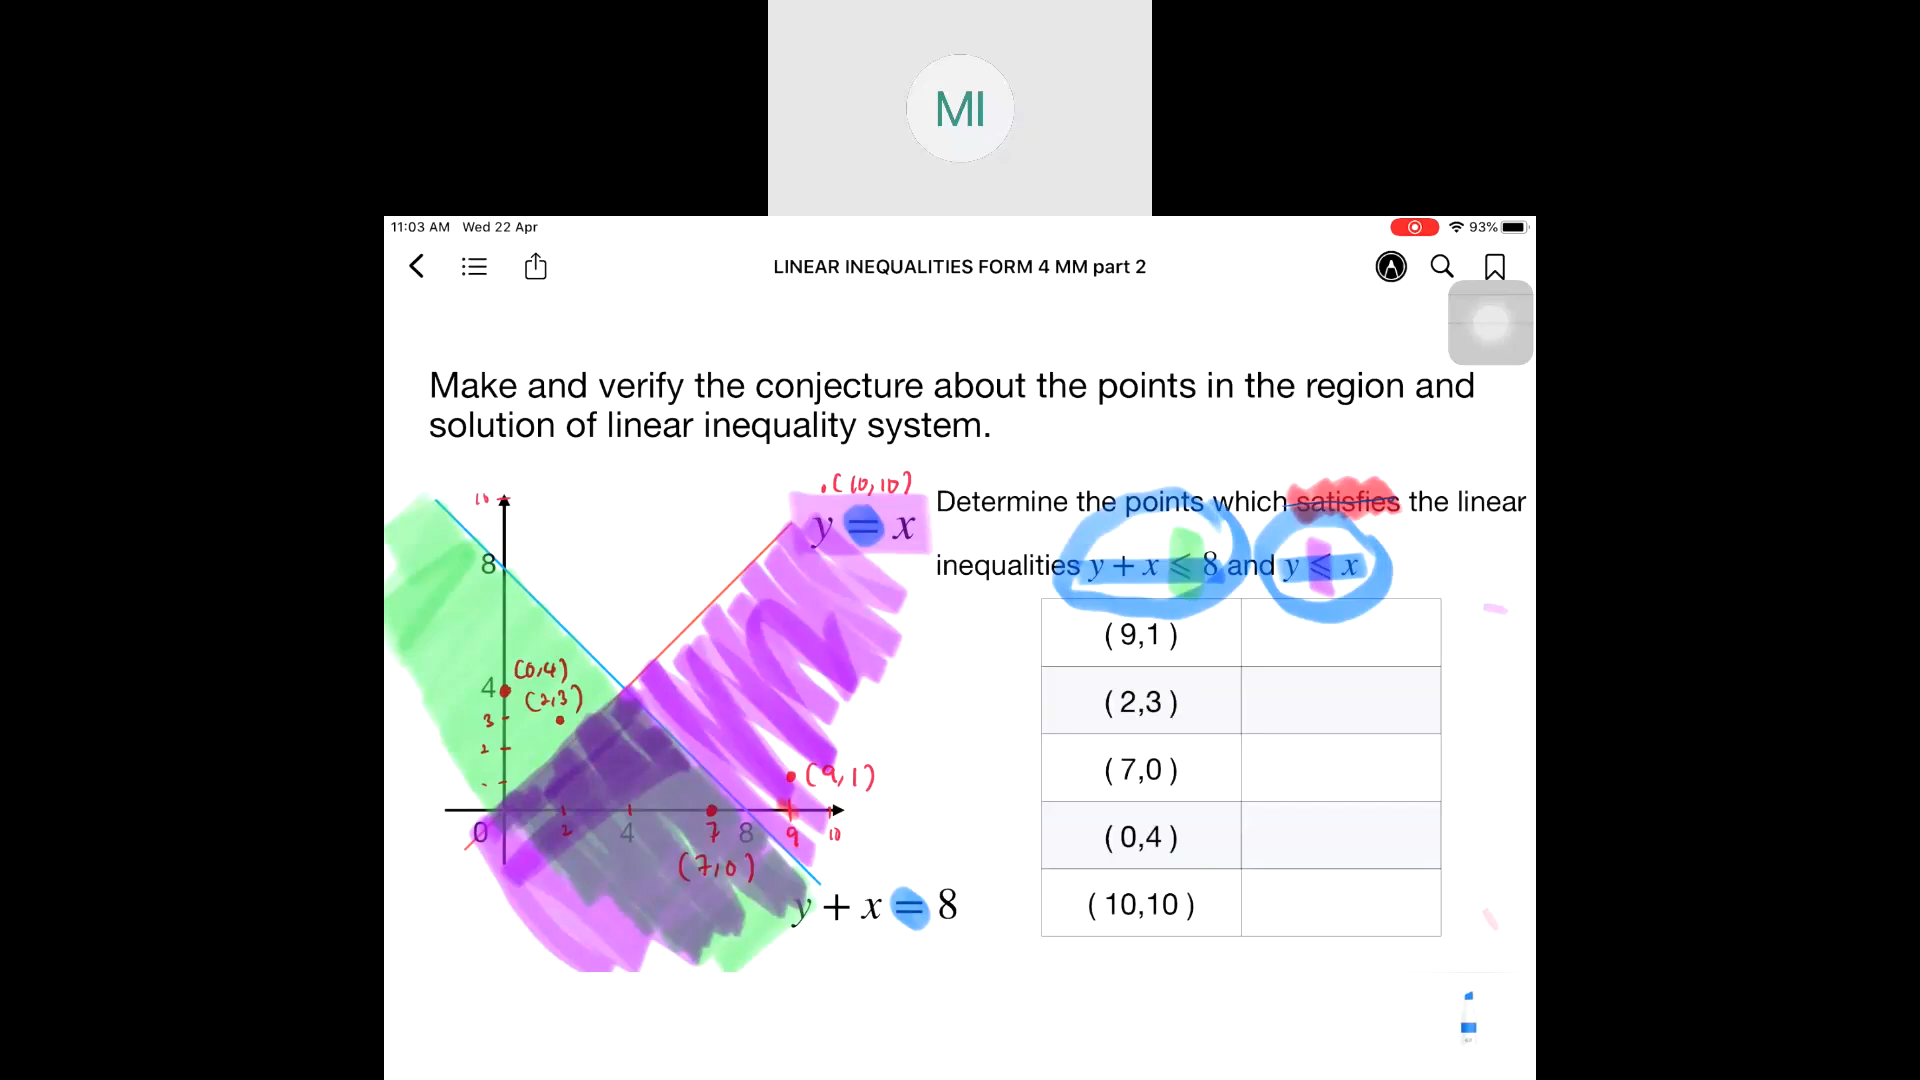 MI
11:03 AM Wed 22 Apr
93%
LINEAR INEQUALITIES FORM 4 MM part 2
Make and verify the conjecture about the points in the region and
solution of linear inequality system.
.(10,10)
10
y = x
Determine the points which satisfies the linear
inequalities y + x ⩽ 8 and y ⩽ x
8
(0,4)
4
(2,3)
3
2
(9,1)
0
2
4
7
8
9
10
(7,0)
y + x = 8
( 9,1 )
( 2,3 )
( 7,0 )
( 0,4 )
( 10,10 )